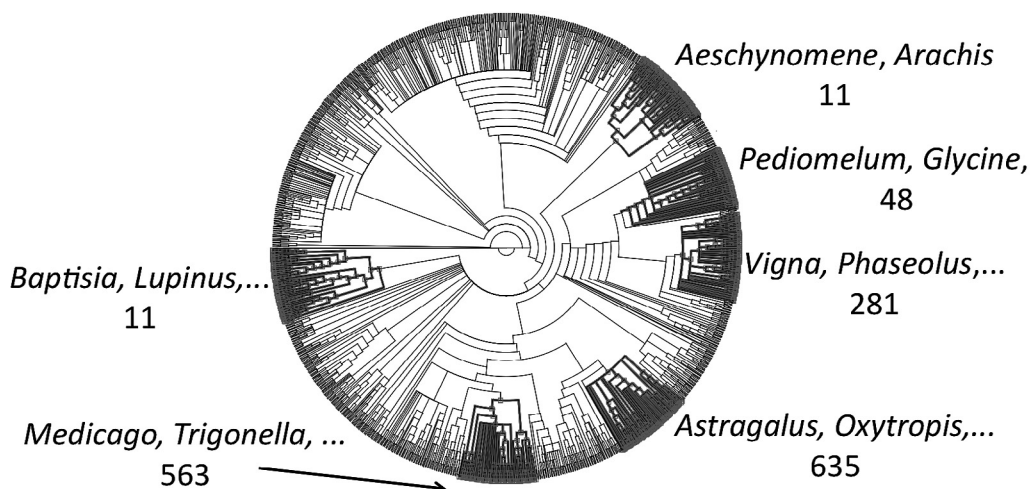 Aeschynomene, Arachis
11
Pediomelum, Glycine,
48
Baptisia, Lupinus,...
11
Vigna, Phaseolus,...
281
Medicago, Trigonella, ...
563
Astragalus, Oxytropis,...
635